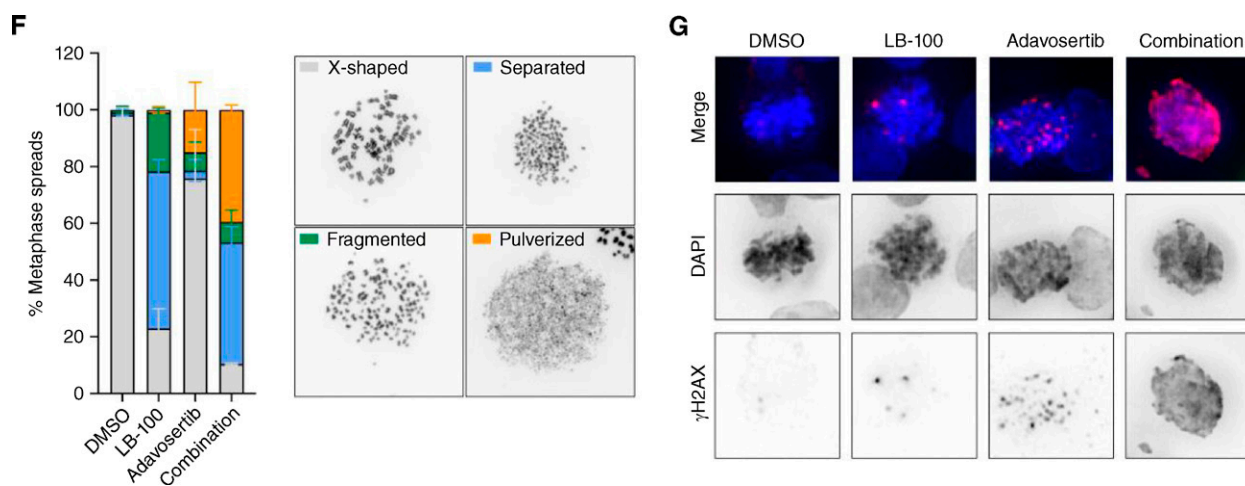 F
120
100
80
60
40
20
0
% Metaphase spreads
DMSO
LB-100
Adavosertib
Combination
X-shaped
Separated
Fragmented
Pulverized
G
DMSO LB-100 Adavosertib Combination
Merge
DAPI
γH2AX